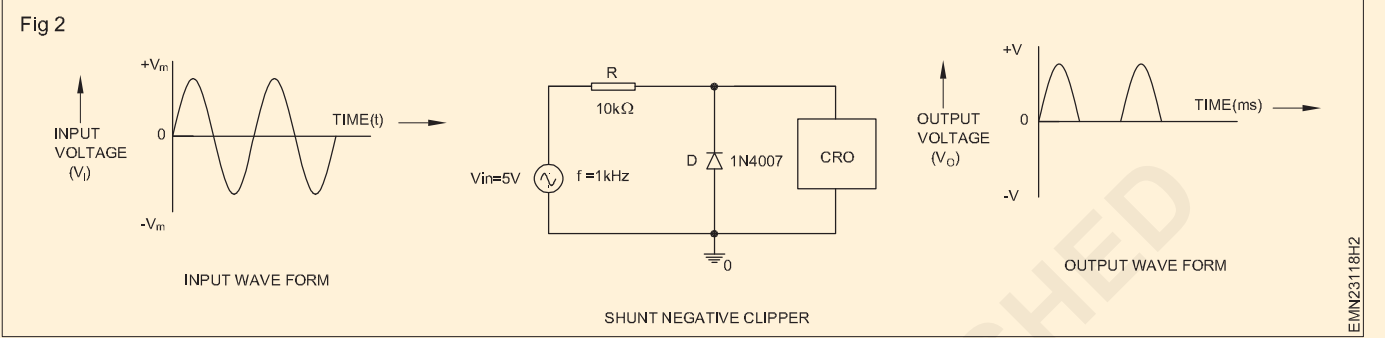 Fig 2
+Vm
INPUT
VOLTAGE
(VI)
0
TIME(t)
-Vm
INPUT WAVE FORM
R
10kΩ
Vin=5V
f =1kHz
D
1N4007
CRO
0
SHUNT NEGATIVE CLIPPER
+V
OUTPUT
VOLTAGE
(VO)
0
TIME(ms)
-V
OUTPUT WAVE FORM
EMN23118H2